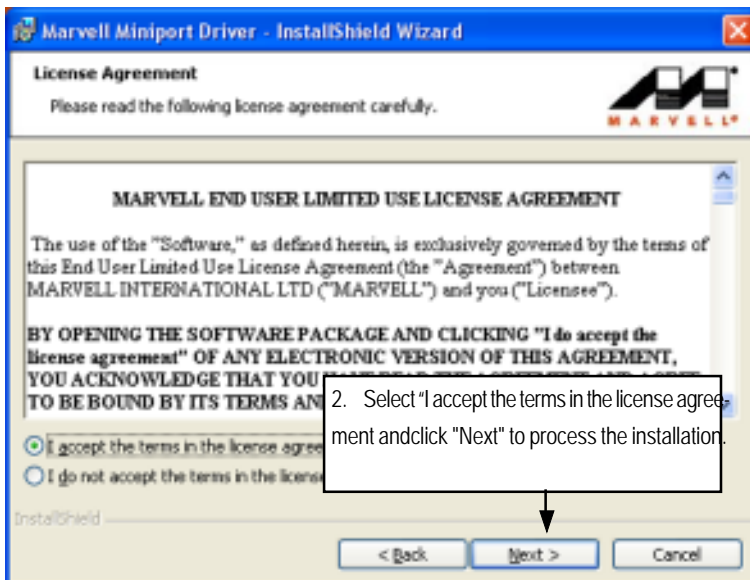 Marvell Miniport Driver - InstallShield Wizard
License Agreement
Please read the following license agreement carefully.
MARVELL
MARVELL END USER LIMITED USE LICENSE AGREEMENT
The use of the "Software," as defined herein, is exclusively governed by the terms of
this End User Limited Use License Agreement (the "Agreement") between
MARVELL INTERNATIONAL LTD ("MARVELL") and you ("Licensee").
BY OPENING THE SOFTWARE PACKAGE AND CLICKING "I do accept the
license agreement" OF ANY ELECTRONIC VERSION OF THIS AGREEMENT,
YOU ACKNOWLEDGE THAT YOU
TO BE BOUND BY ITS TERMS
2. Select "I accept the terms in the license agree-
ment andclick "Next" to process the installation.
I accept the terms in the license
I do not accept the terms in the license
InstallShield
< Back
Next >
Cancel